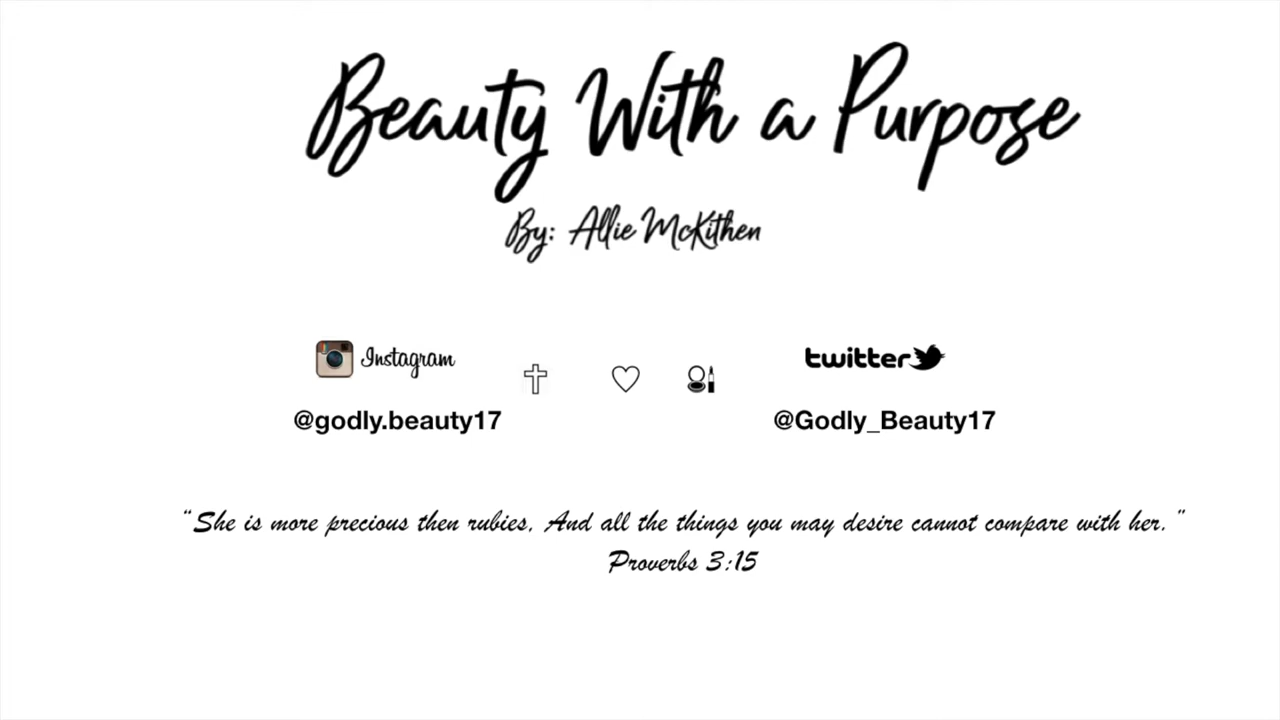 Beauty With a Purpose
By: Allie McKithen
Instagram
twitter
@godly.beauty17
@Godly_Beauty17
"She is more precious then rubies, And all the things you may desire cannot compare with her."
Proverbs 3:15